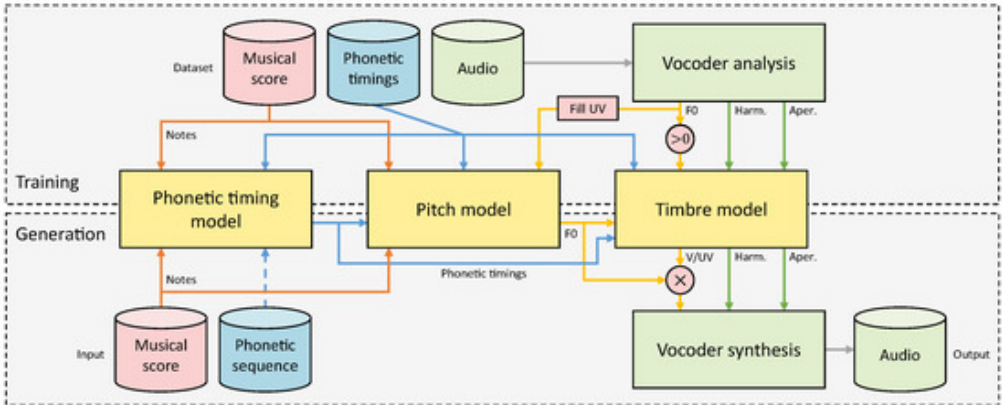 Dataset
Musical
score
Phonetic
timings
Audio
Vocoder analysis
Fill UV
F0
Harm.
Aper.
>0
Notes
Training
Phonetic timing
model
Pitch model
Timbre model
Generation
F0
Phonetic timings
V/UV
Harm.
Aper.
×
Notes
Input
Musical
score
Phonetic
sequence
Vocoder synthesis
Audio
Output